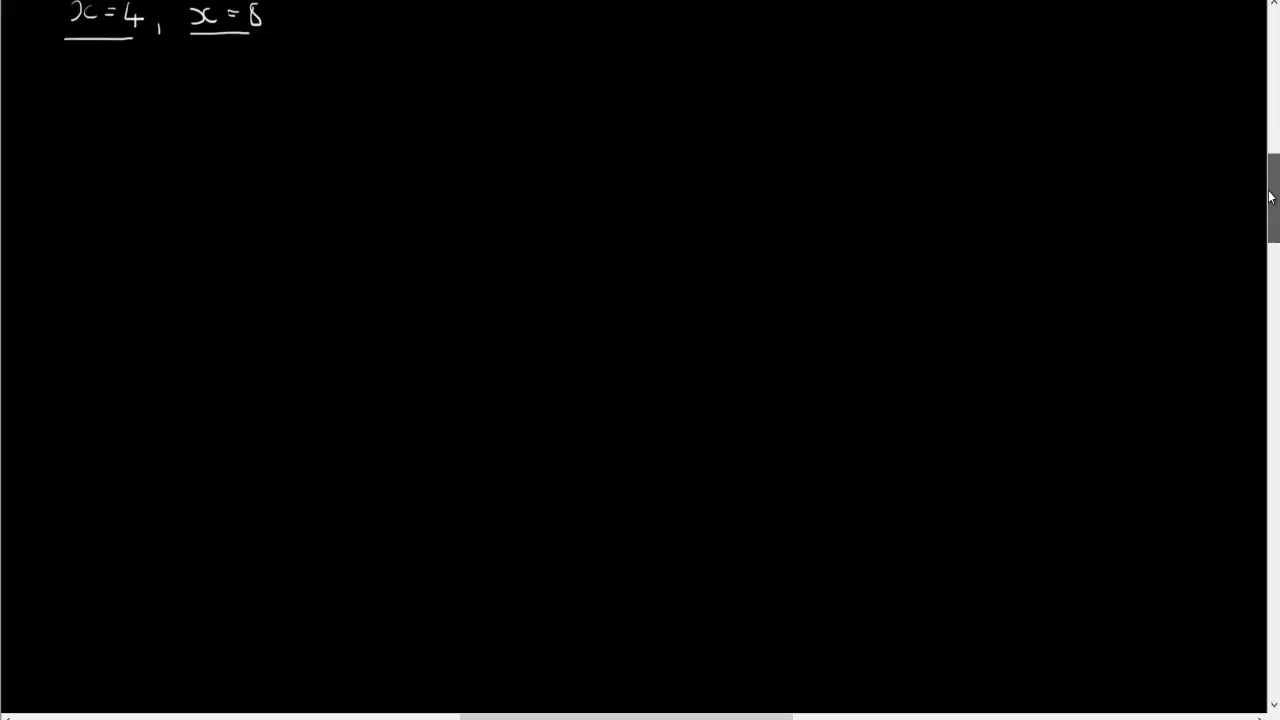 x = 4 , x = 8